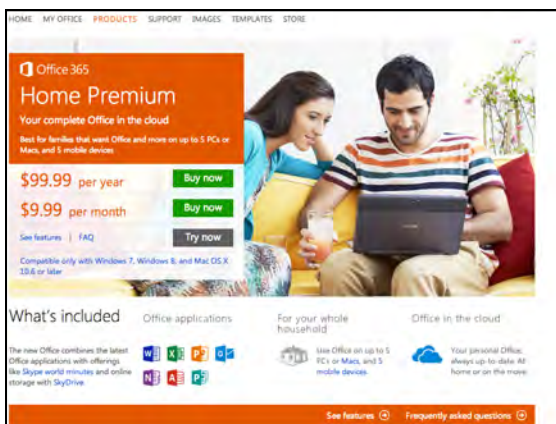 HOME MY OFFICE PRODUCTS SUPPORT IMAGES TEMPLATES STORE
Office 365
Home Premium
Your complete Office in the cloud
Best for families that want Office and more on up to 5 PCs or
Macs, and 5 mobile devices
$99.99 per year
Buy now
$9.99 per month
Buy now
See features | FAQ
Try now
Compatible only with Windows 7, Windows 8, and Mac OS X
10.6 or later
What's included
The new Office combines the latest
Office applications with offerings
like Skype world minutes and online
storage with SkyDrive.
Office applications
W X P O
N A P
For your whole
household
Use Office on up to 5
PCs or Macs, and 5
mobile devices.
Office in the cloud
Your personal Office,
always up-to-date. At
home or on the move.
See features
Frequently asked questions